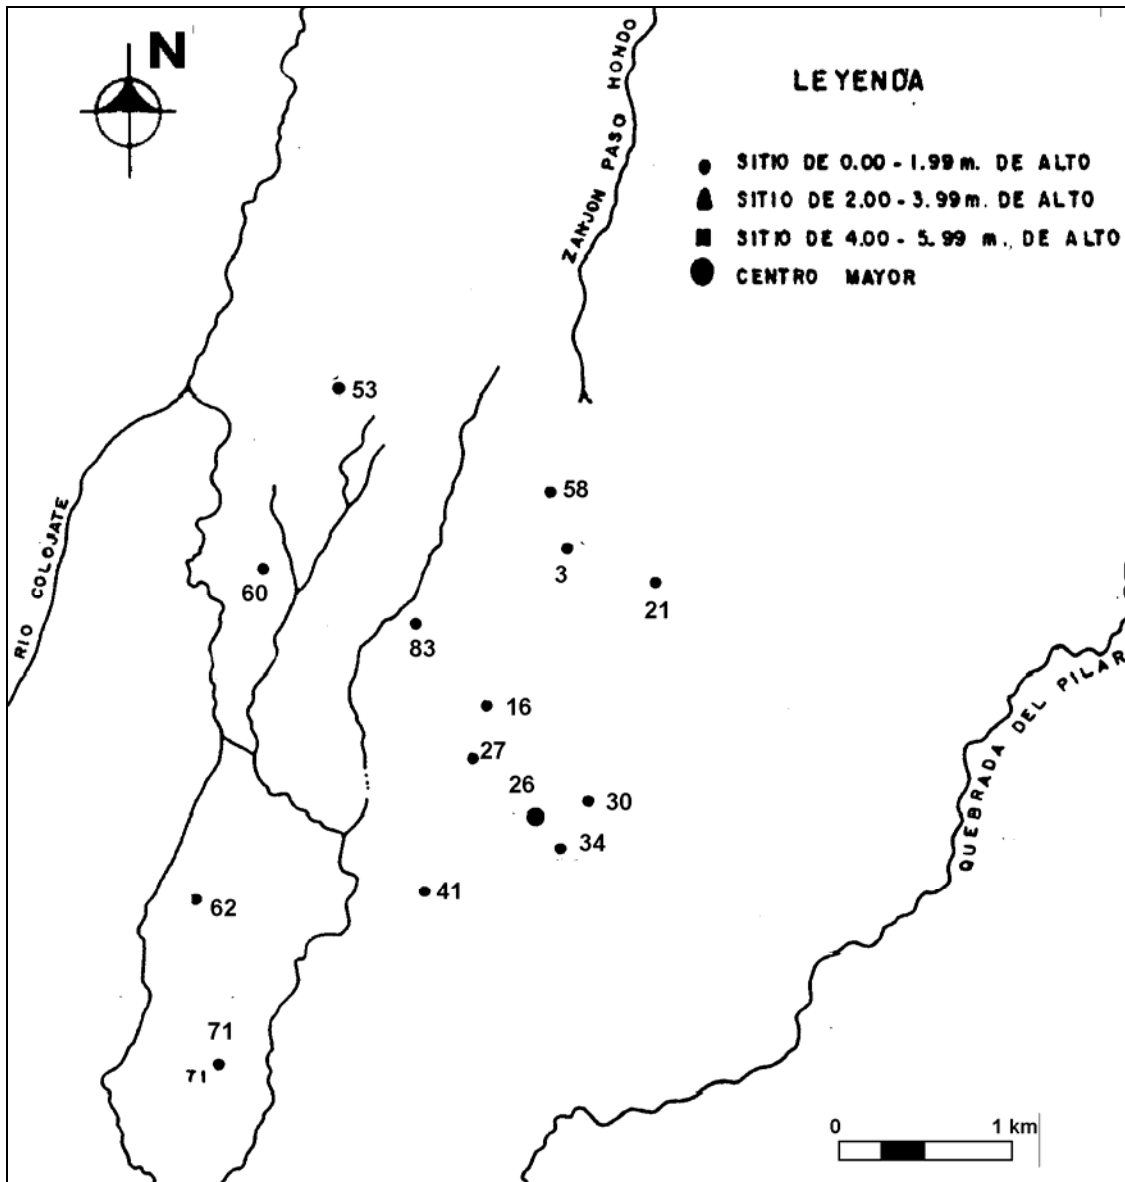 N
LEYENDA
SITIO DE 0.00 - 1.99 m. DE ALTO
SITIO DE 2.00 - 3.99 m. DE ALTO
SITIO DE 4.00 - 5.99 m., DE ALTO
CENTRO MAYOR
ZANJON PASO HONDO
RIO COLOJATE
QUEBRADA DEL PILAR
53
58
3
60
21
83
16
27
26
30
34
41
62
71
71
0 1 km